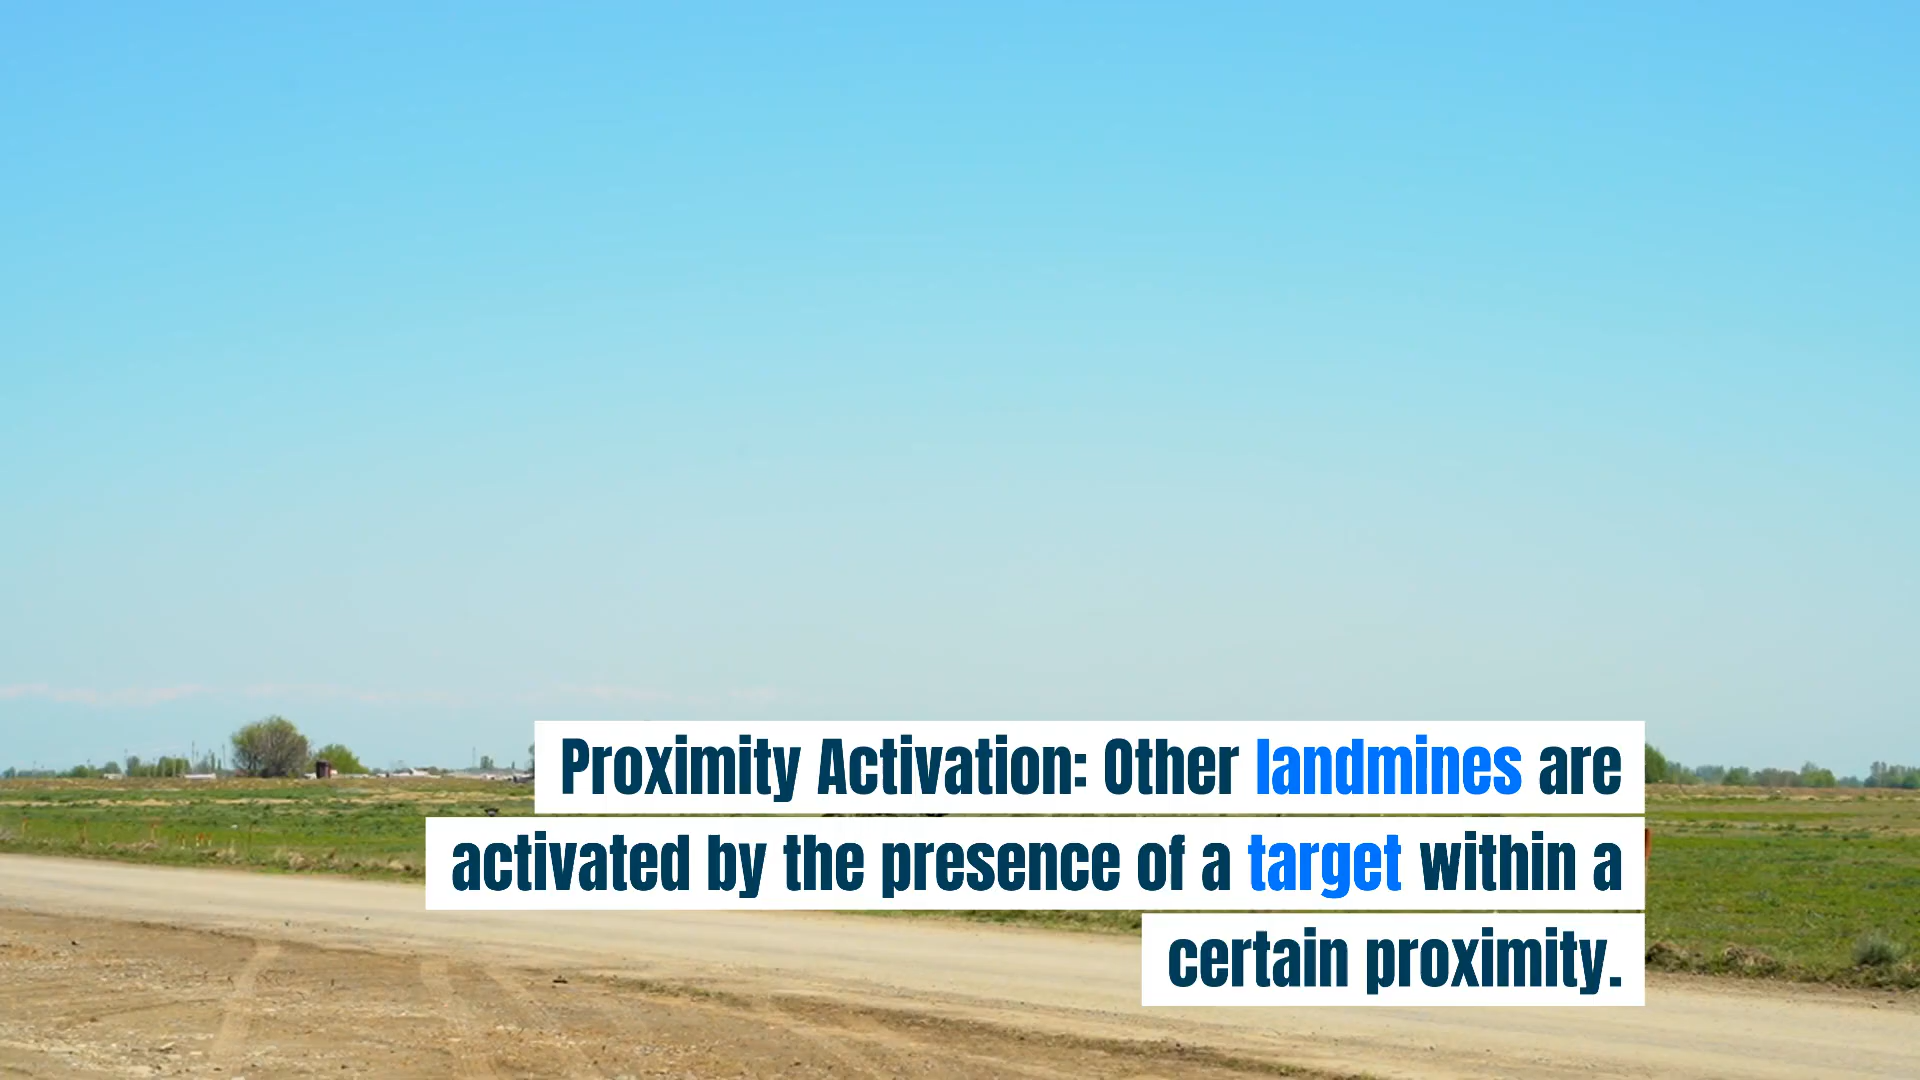 Proximity Activation: Other landmines are
activated by the presence of a target within a
certain proximity.